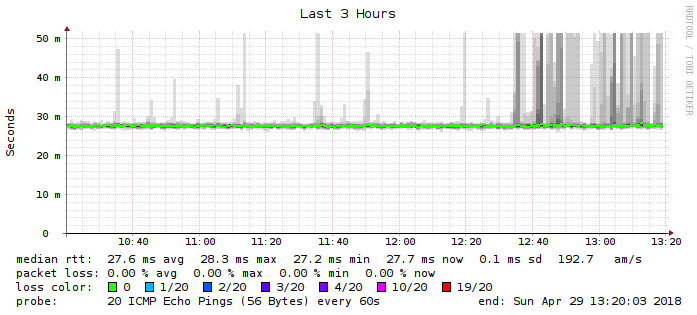 Last 3 Hours
RRDTOOL / TOBI OETIKER
Seconds
50 m
40 m
30 m
20 m
10 m
0
10:40 11:00 11:20 11:40 12:00 12:20 12:40 13:00 13:20
median rtt: 27.6 ms avg 28.3 ms max 27.2 ms min 27.7 ms now 0.1 ms sd 192.7 am/s
packet loss: 0.00 % avg 0.00 % max 0.00 % min 0.00 % now
loss color: 0 1/20 2/20 3/20 4/20 10/20 19/20
probe: 20 ICMP Echo Pings (56 Bytes) every 60s end: Sun Apr 29 13:20:03 2018